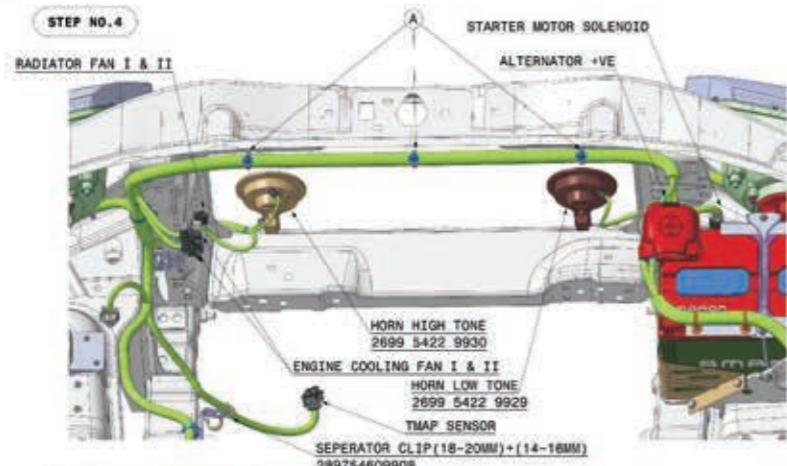 STEP NO.4
A
STARTER MOTOR SOLENOID
RADIATOR FAN I & II
ALTERNATOR +VE
HORN HIGH TONE
2699 5422 9930
ENGINE COOLING FAN I & II
HORN LOW TONE
2699 5422 9929
TMAP SENSOR
SEPERATOR CLIP(18-20MM)+(14-16MM)
289754609908